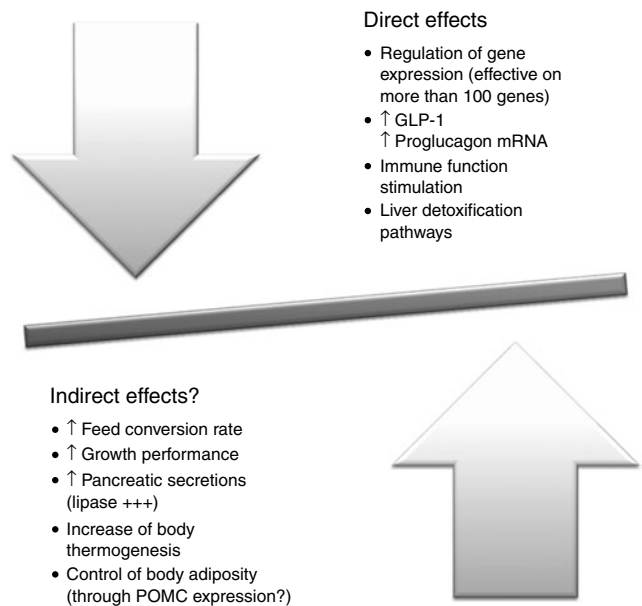 Direct effects
• Regulation of gene
expression (effective on
more than 100 genes)
• ↑ GLP-1
↑ Proglucagon mRNA
• Immune function
stimulation
• Liver detoxification
pathways
Indirect effects?
• ↑ Feed conversion rate
• ↑ Growth performance
• ↑ Pancreatic secretions
(lipase +++)
• Increase of body
thermogenesis
• Control of body adiposity
(through POMC expression?)